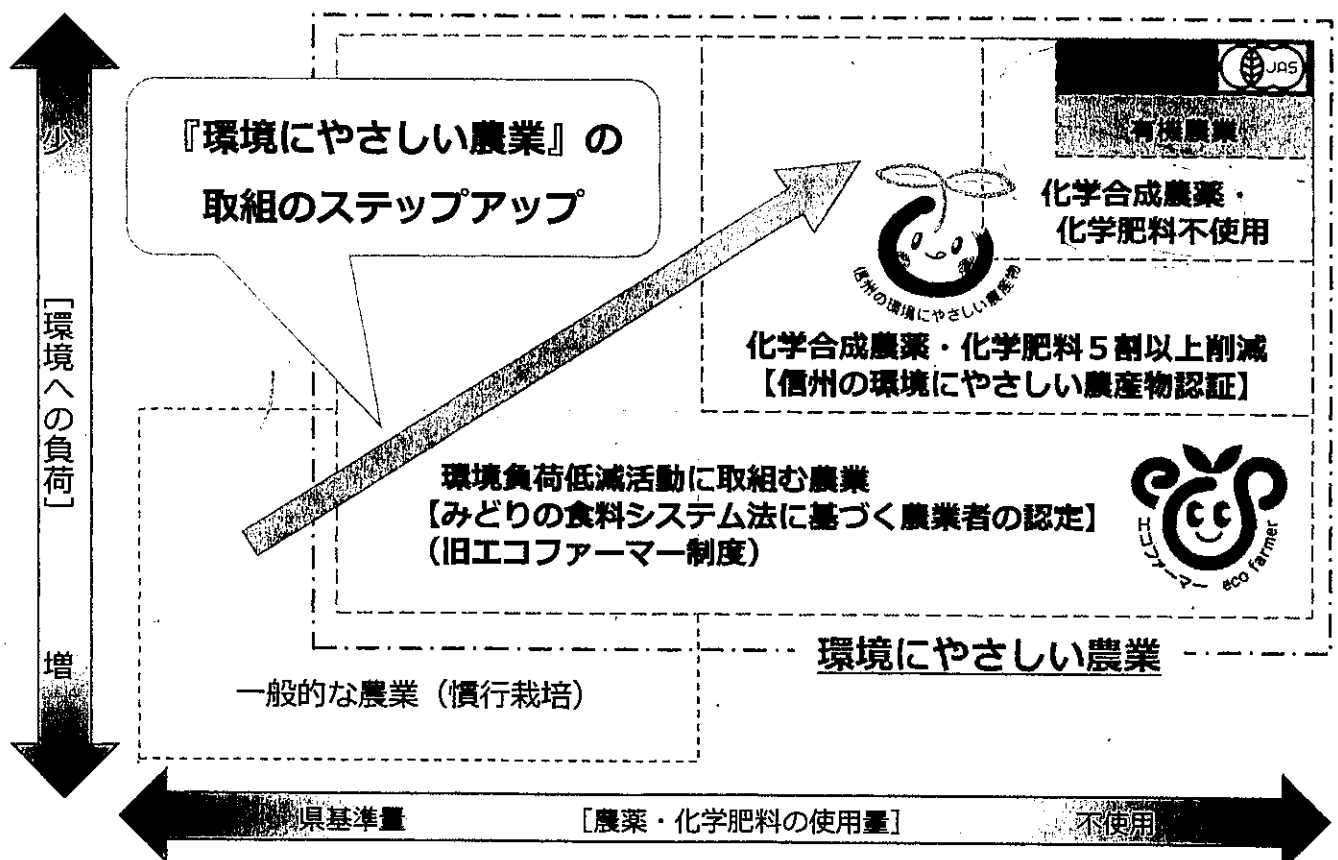 少
[環境への負荷]
増
『環境にやさしい農業』の
取組のステップアップ
JAS
有機農業
化学合成農薬・
化学肥料不使用
信州の環境にやさしい農産物
化学合成農薬・化学肥料5割以上削減
【信州の環境にやさしい農産物認証】
環境負荷低減活動に取組む農業
【みどりの食料システム法に基づく農業者の認定】
(旧エコファーマー制度)
エコファーマー eco farmer
環境にやさしい農業
一般的な農業(慣行栽培)
県基準量 [農薬・化学肥料の使用量] 不使用